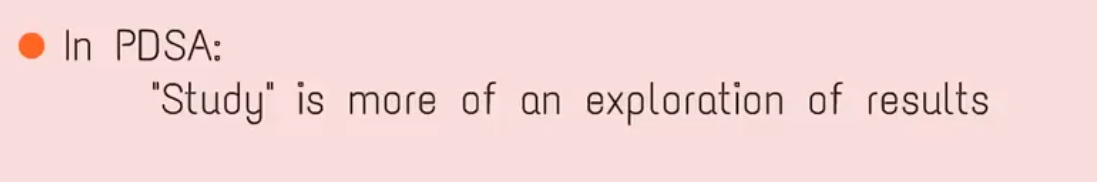 In PDSA:
"Study" is more of an exploration of results